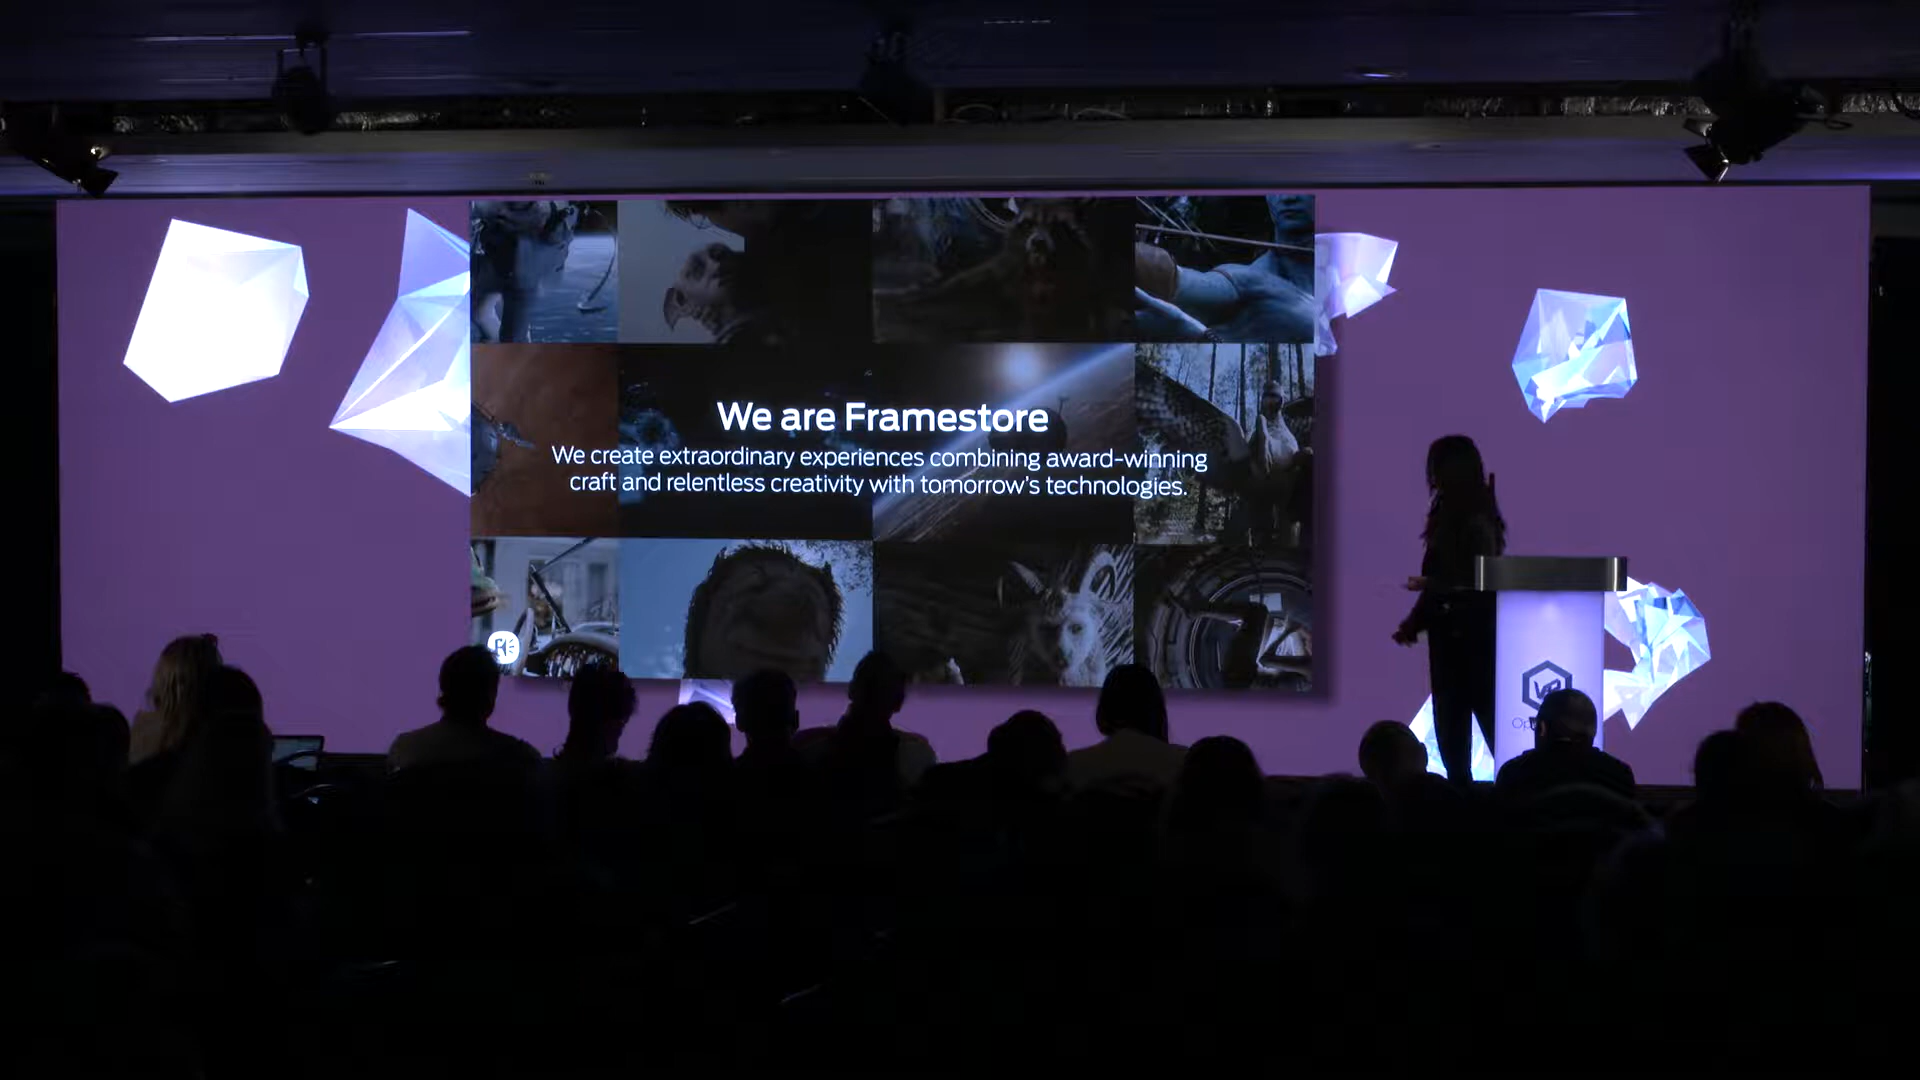 We are Framestore
We create extraordinary experiences combining award-winning
craft and relentless creativity with tomorrow's technologies.